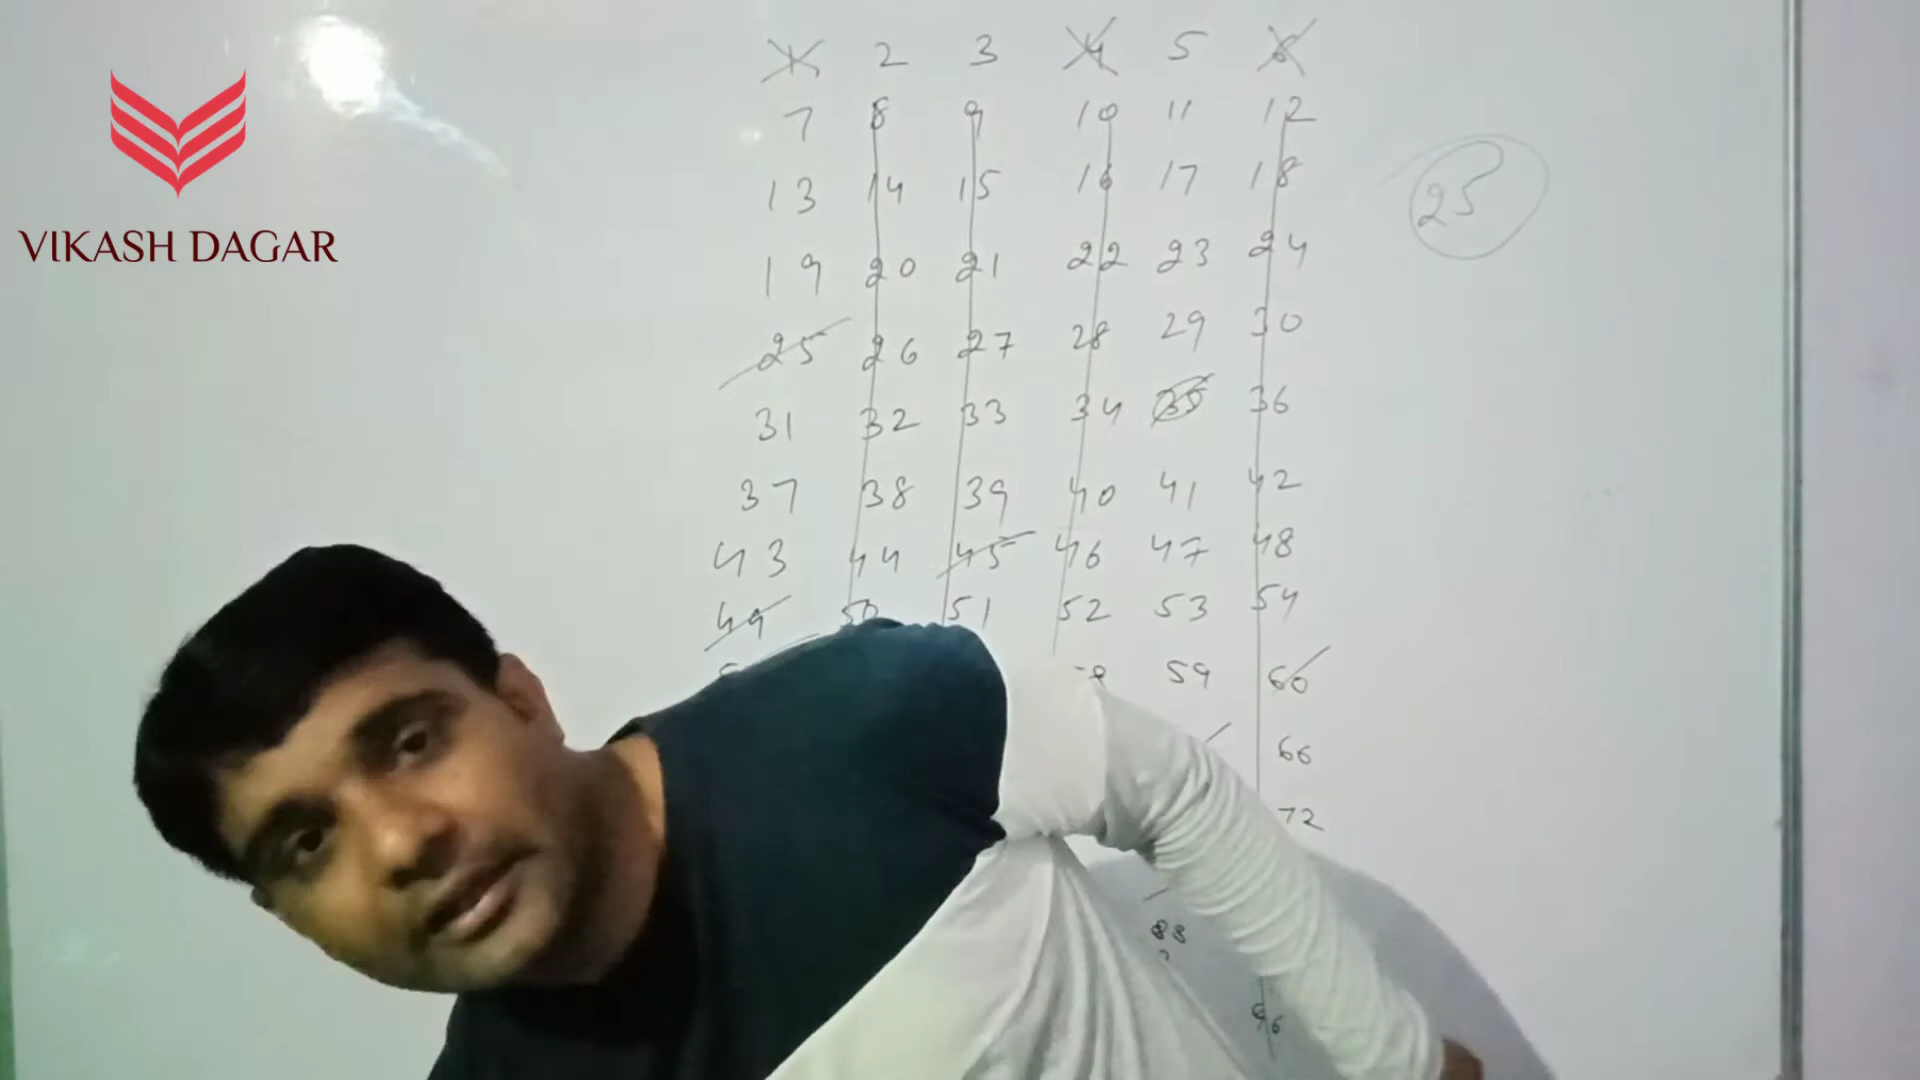 VIKASH DAGAR
1 2 3 4 5 6
7 8 9 10 11 12
13 14 15 16 17 18
19 20 21 22 23 24
25 26 27 28 29 30
31 32 33 34 35 36
37 38 39 40 41 42
43 44 45 46 47 48
49 50 51 52 53 54
59 60
66
72
96
25